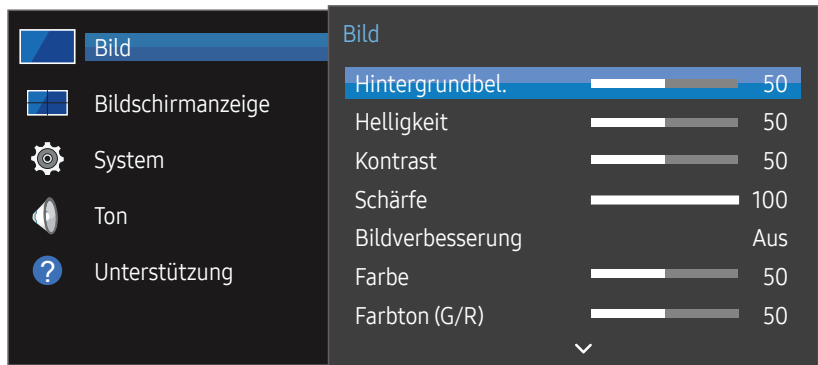 Bild
Bildschirmanzeige
System
Ton
? Unterstützung
Bild
Hintergrundbel. 50
Helligkeit 50
Kontrast 50
Schärfe 100
Bildverbesserung Aus
Farbe 50
Farbton (G/R) 50